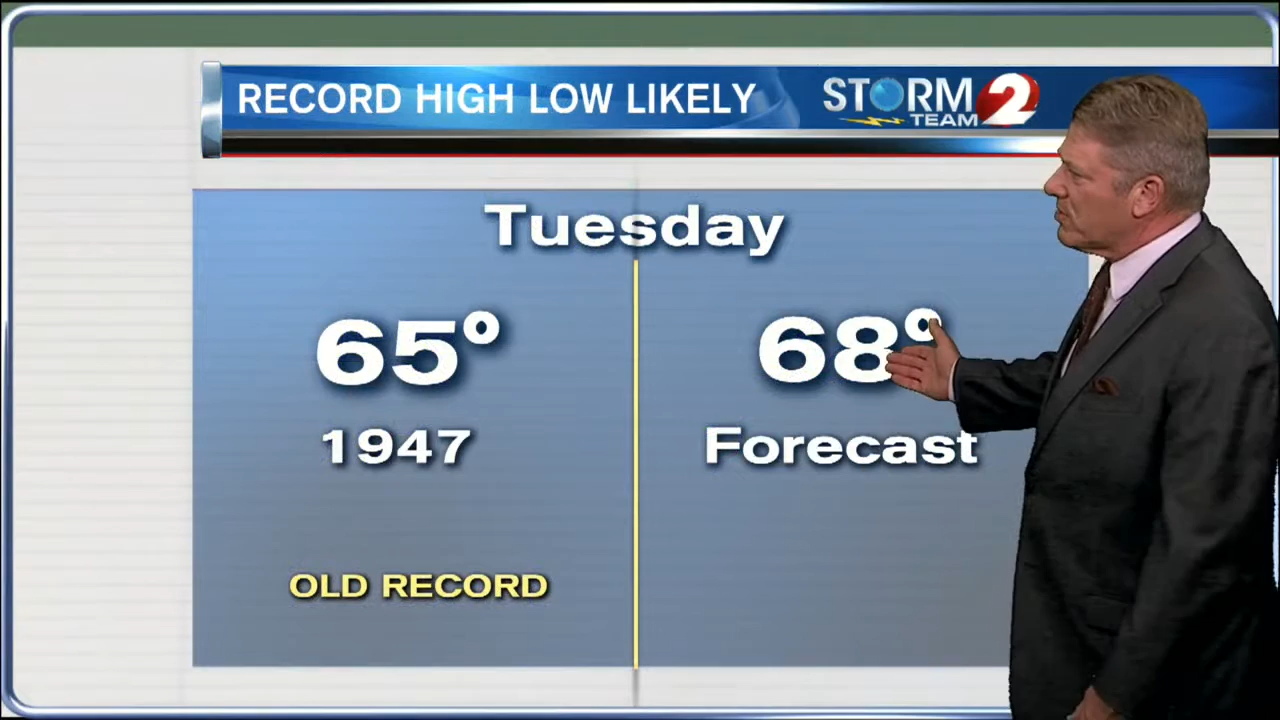 RECORD HIGH LOW LIKELY
STORM
TEAM 2
Tuesday
65° 68°
1947 Forecast
OLD RECORD